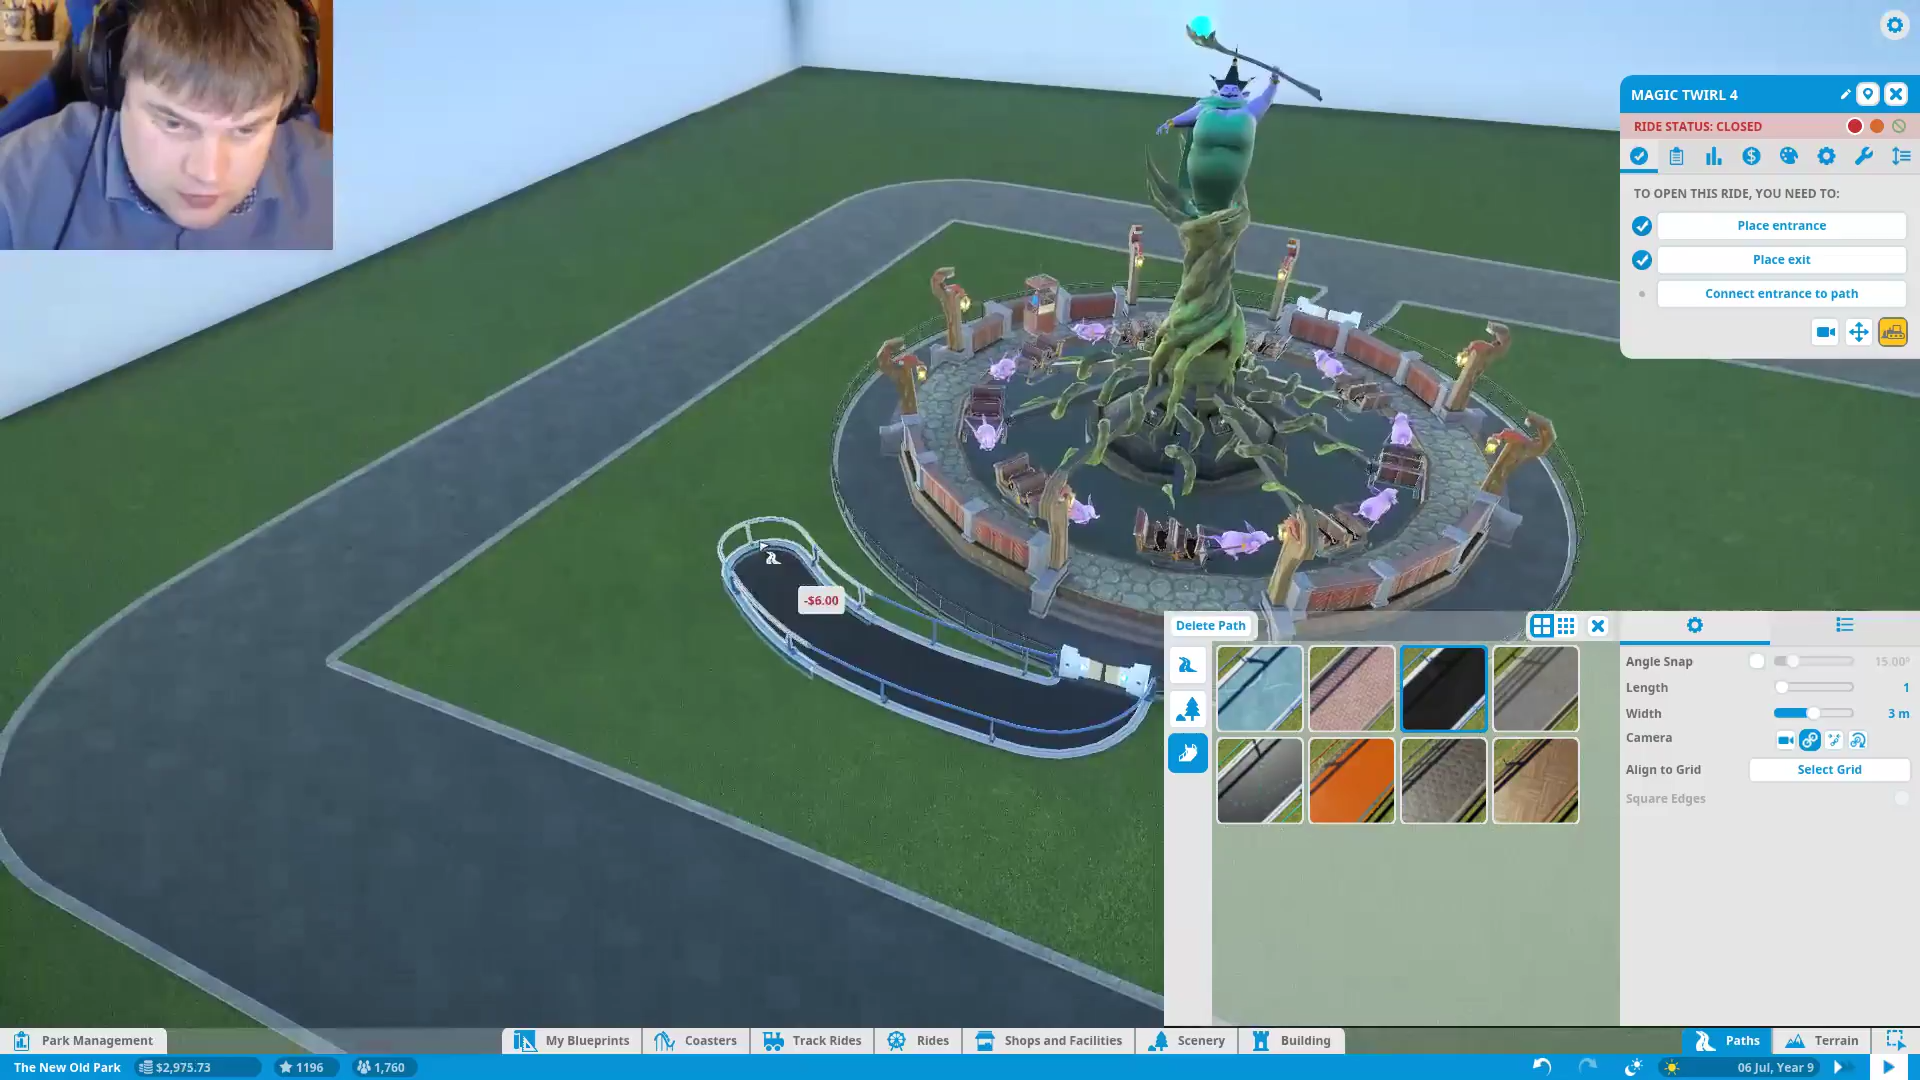 MAGIC TWIRL 4
RIDE STATUS: CLOSED
TO OPEN THIS RIDE, YOU NEED TO:
Place entrance
Place exit
Connect entrance to path
-$6.00
Delete Path
Angle Snap
15.00°
Length
1
Width
3 m
Camera
Align to Grid
Select Grid
Square Edges
Park Management
My Blueprints
Coasters
Track Rides
Rides
Shops and Facilities
Scenery
Building
Paths
Terrain
The New Old Park
$2,975.73
1196
1,760
06 Jul, Year 9